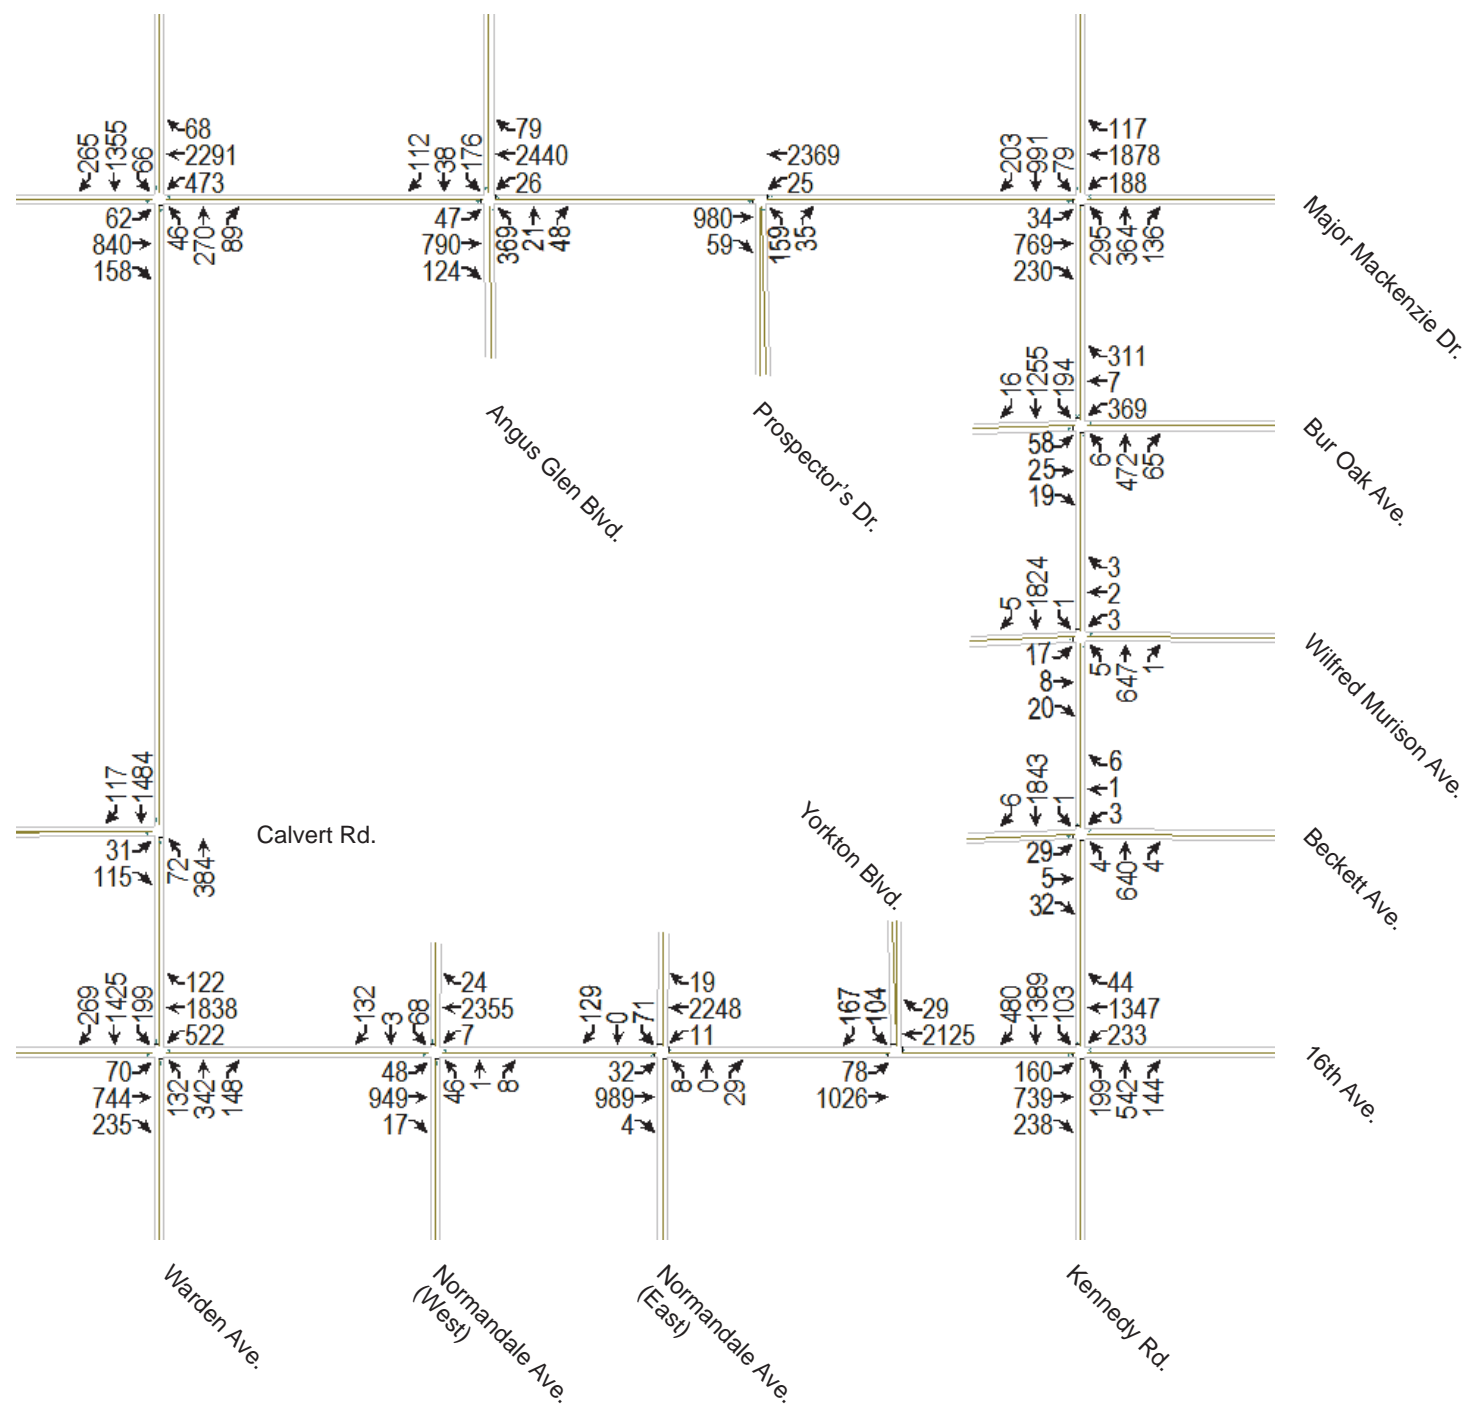 265 1355 66
68
2291
473
62
840
158
46 270 89
112 38 176
79
2440
26
47
790
124
369 21 48
2369
25
980
59
159 35
203 991 79
117
1878
188
34
769
230
295 364 136
Major Mackenzie Dr.
Angus Glen Blvd.
Prospector's Dr.
16 1255 194
311
7
369
58
25
19
6 472 65
Bur Oak Ave.
5 1824 1
3
2
3
17
8
20
5 647 1
Wilfred Murison Ave.
117 1484
31
115
72 384
Calvert Rd.
6 1843 1
6
1
3
29
5
32
4 640 4
Beckett Ave.
Yorkton Blvd.
269 1425 199
122
1838
522
70
744
235
132 342 148
132 3 68
24
2355
7
48
949
17
46 1 8
129 0 71
19
2248
11
32
989
4
8 0 29
167 104
29
2125
78
1026
480 1389 103
44
1347
233
160
739
238
199 542 144
16th Ave.
Warden Ave.
Normandale Ave.
(West)
Normandale Ave.
(East)
Kennedy Rd.